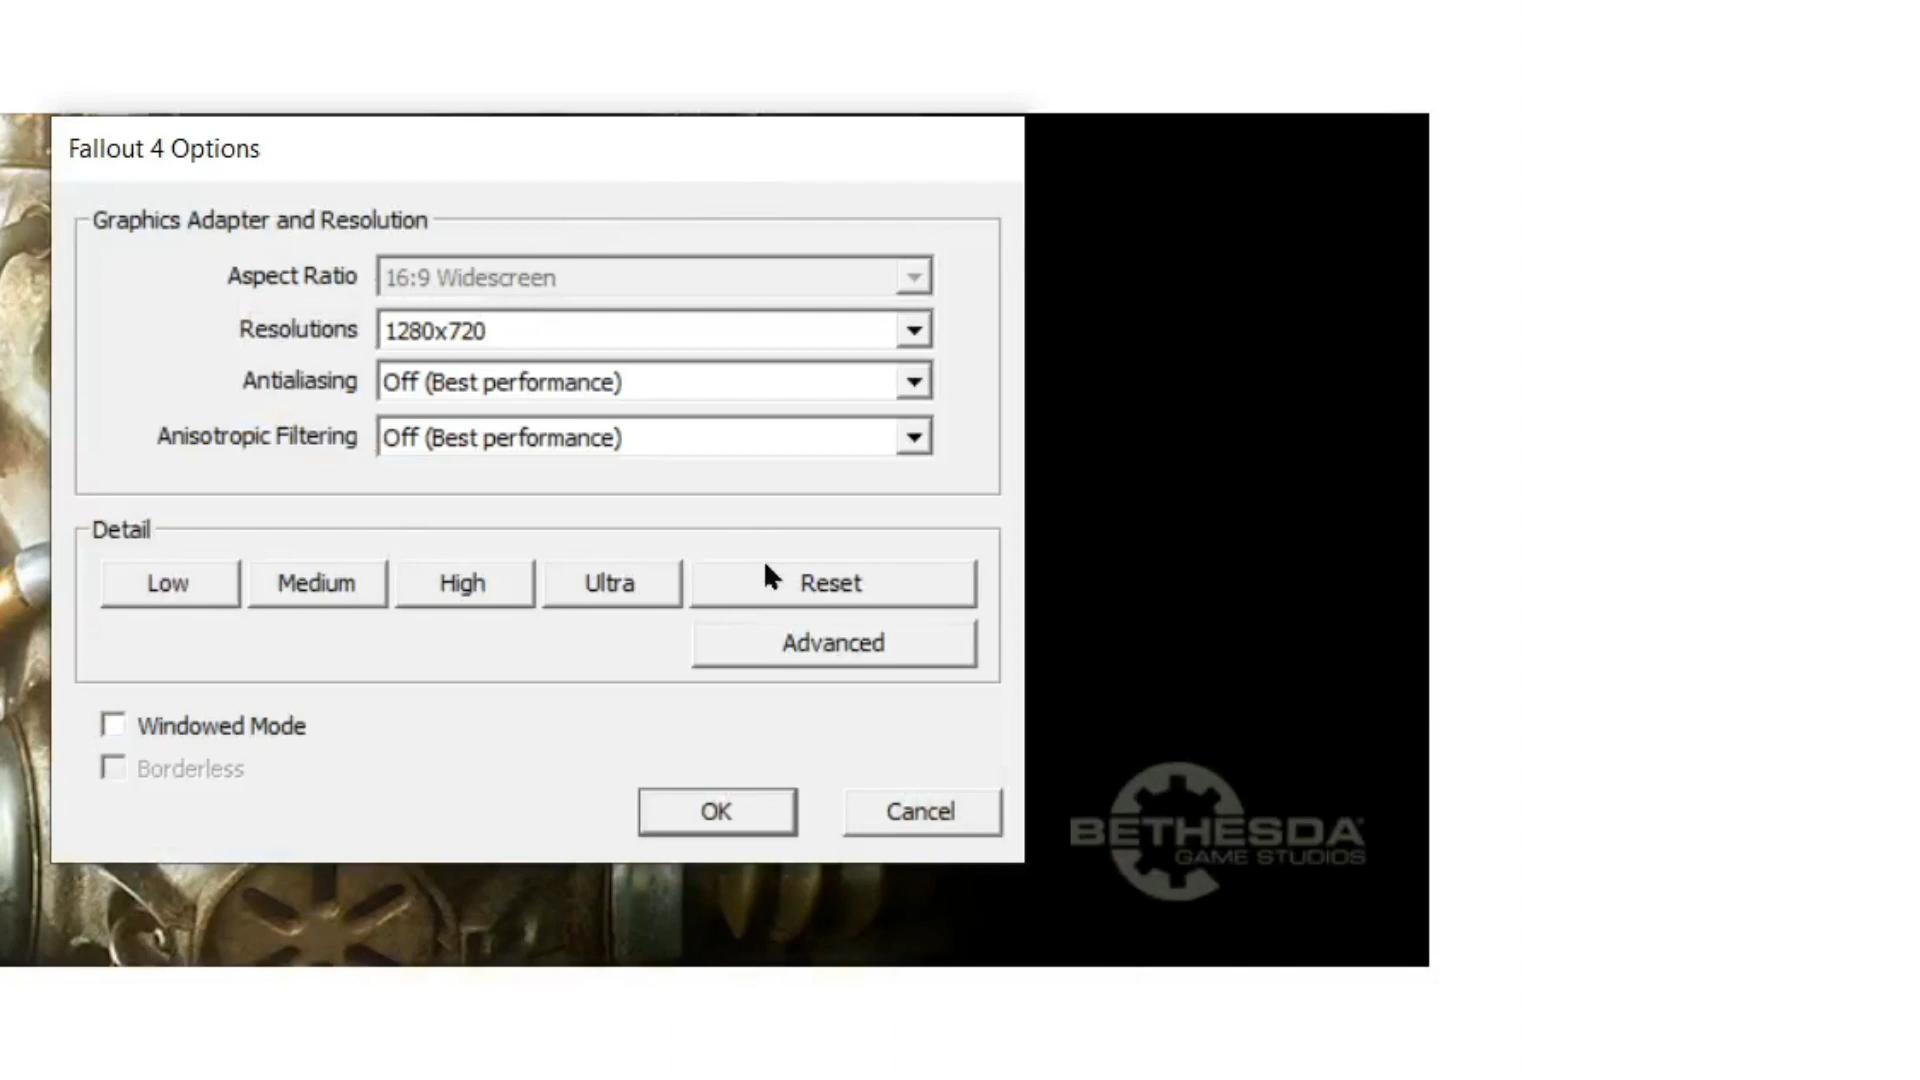 Fallout 4 Options
Graphics Adapter and Resolution
Aspect Ratio 16:9 Widescreen
Resolutions 1280x720
Antialiasing Off (Best performance)
Anisotropic Filtering Off (Best performance)
Detail
Low Medium High Ultra Reset
Advanced
Windowed Mode
Borderless
OK Cancel
BETHESDA
GAME STUDIOS